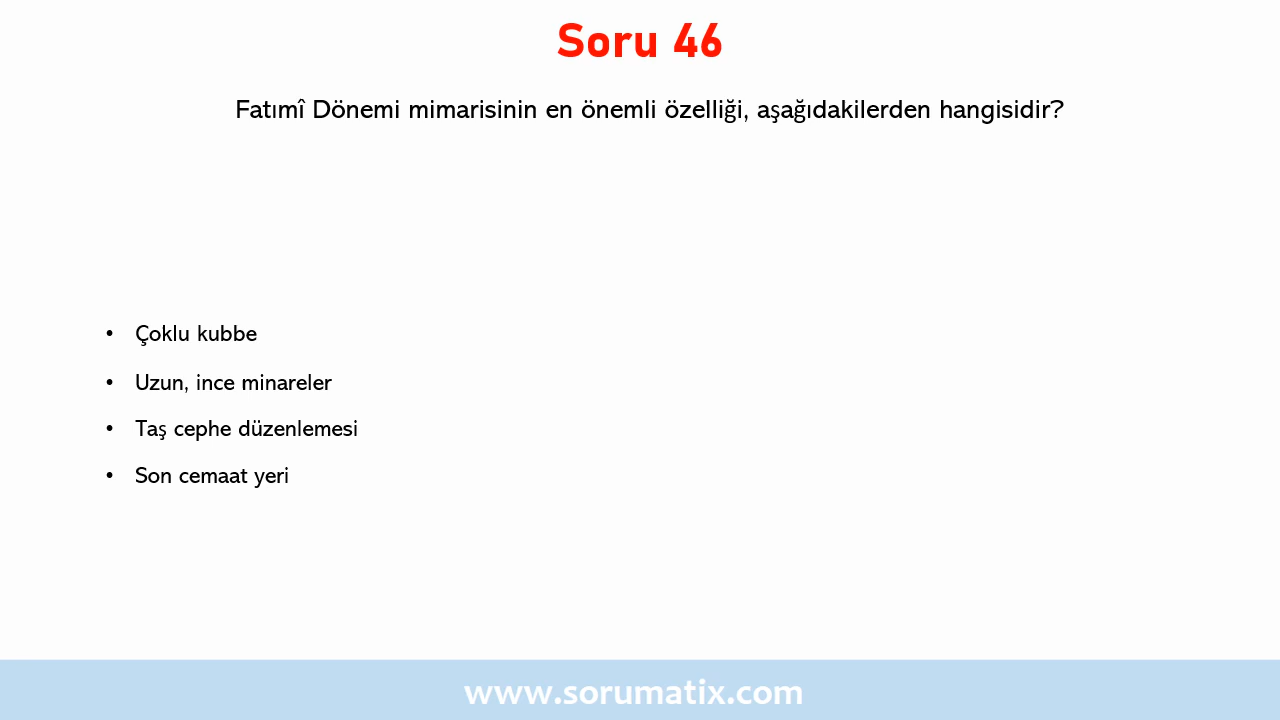 Soru 46
Fatımî Dönemi mimarisinin en önemli özelliği, aşağıdakilerden hangisidir?
• Çoklu kubbe
• Uzun, ince minareler
• Taş cephe düzenlemesi
• Son cemaat yeri
www.sorumatix.com